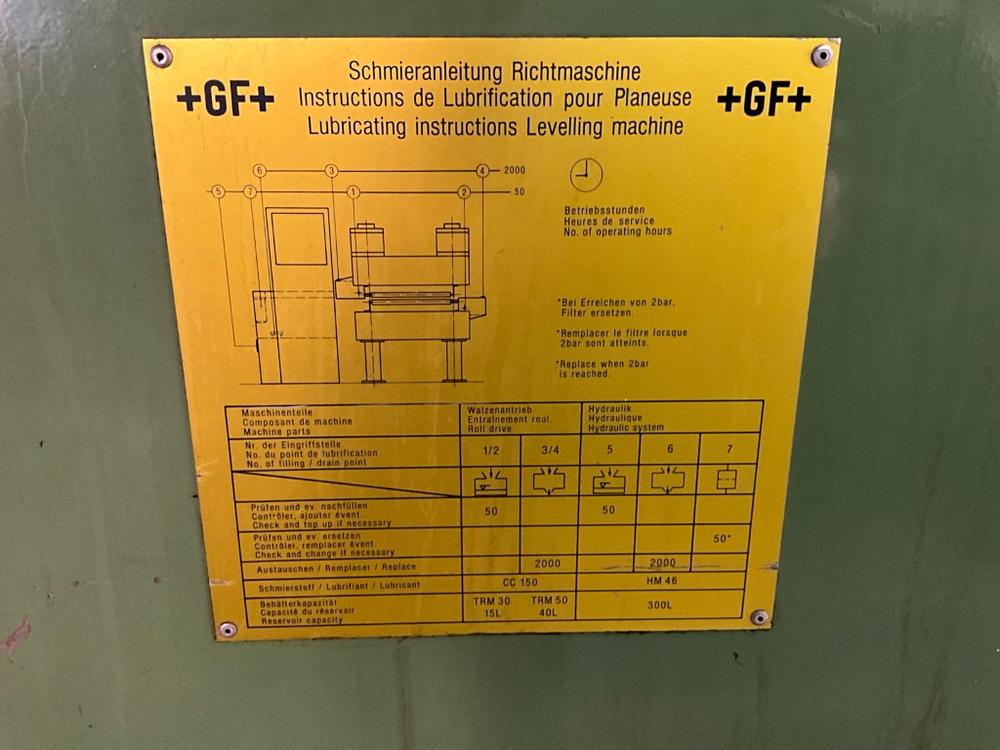 Schmieranleitung Richtmaschine
+GF+ Instructions de Lubrification pour Planeuse +GF+
Lubricating instructions Levelling machine
6 3 4 2000
5 7 1 2 50
Betriebsstunden
Heures de service
No. of operating hours
*Bei Erreichen von 2bar,
Filter ersetzen.
*Remplacer le filtre lorsque
2bar sont atteints.
*Replace when 2bar
is reached.
+GF+
Maschinenteile
Composant de machine
Machine parts
Walzenantrieb
Entraînement roul.
Roll drive
Hydraulik
Hydraulique
Hydraulic system
Nr. der Eingriffstelle
No. du point de lubrification
No. of filling / drain point
1/2 3/4 5 6 7
Prüfen und ev. nachfüllen
Contrôler, ajouter évent.
Check and top up if necessary
50 50
Prüfen und ev. ersetzen
Contrôler, remplacer évent.
Check and change if necessary
50*
Austauschen / Remplacer / Replace 2000 2000
Schmierstoff / Lubrifiant / Lubricant CC 150 HM 46
Behälterkapazität
Capacité du réservoir
Reservoir capacity
TRM 30 TRM 50
15L 40L
300L